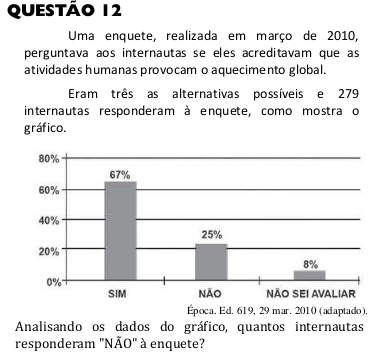 QUESTÃO 12
Uma enquete, realizada em março de 2010,
perguntava aos internautas se eles acreditavam que as
atividades humanas provocam o aquecimento global.
Eram três as alternativas possíveis e 279
internautas responderam à enquete, como mostra o
gráfico.
80%
67%
60%
40%
25%
20%
8%
0%
SIM NÃO NÃO SEI AVALIAR
Época. Ed. 619, 29 mar. 2010 (adaptado).
Analisando os dados do gráfico, quantos internautas
responderam "NÃO" à enquete?